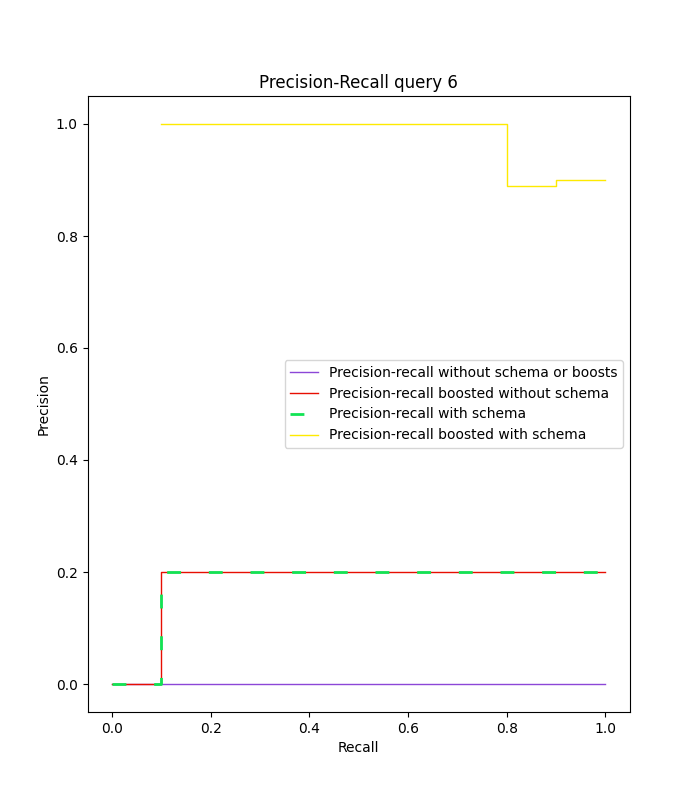 Precision-Recall query 6
1.0
0.8
0.6
0.4
0.2
0.0
Precision
Precision-recall without schema or boosts
Precision-recall boosted without schema
Precision-recall with schema
Precision-recall boosted with schema
0.0 0.2 0.4 0.6 0.8 1.0
Recall